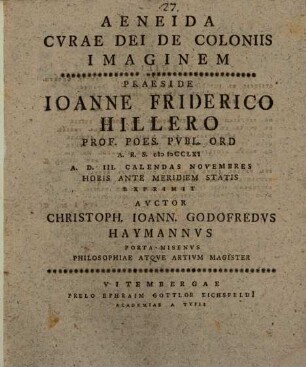 27.
AENEIDA
CVRAE DEI DE COLONIIS
IMAGINEM
PRAESIDE
IOANNE FRIDERICO
HILLERO
PROF. POES. PVBL. ORD
A. R. S. cIɔ IɔCCLXI
A. D. III. CALENDAS NOVEMBRES
HORIS ANTE MERIDIEM STATIS
EXPRIMIT
AVCTOR
CHRISTOPH. IOANN. GODOFREDVS
HAYMANNVS
PORTA-MISENVS
PHILOSOPHIAE ATQVE ARTIVM MAGISTER
VITEMBERGAE
PRELO EPHRAIM GOTTLOB EICHSFELDI
ACADEMIAE A TYPIS